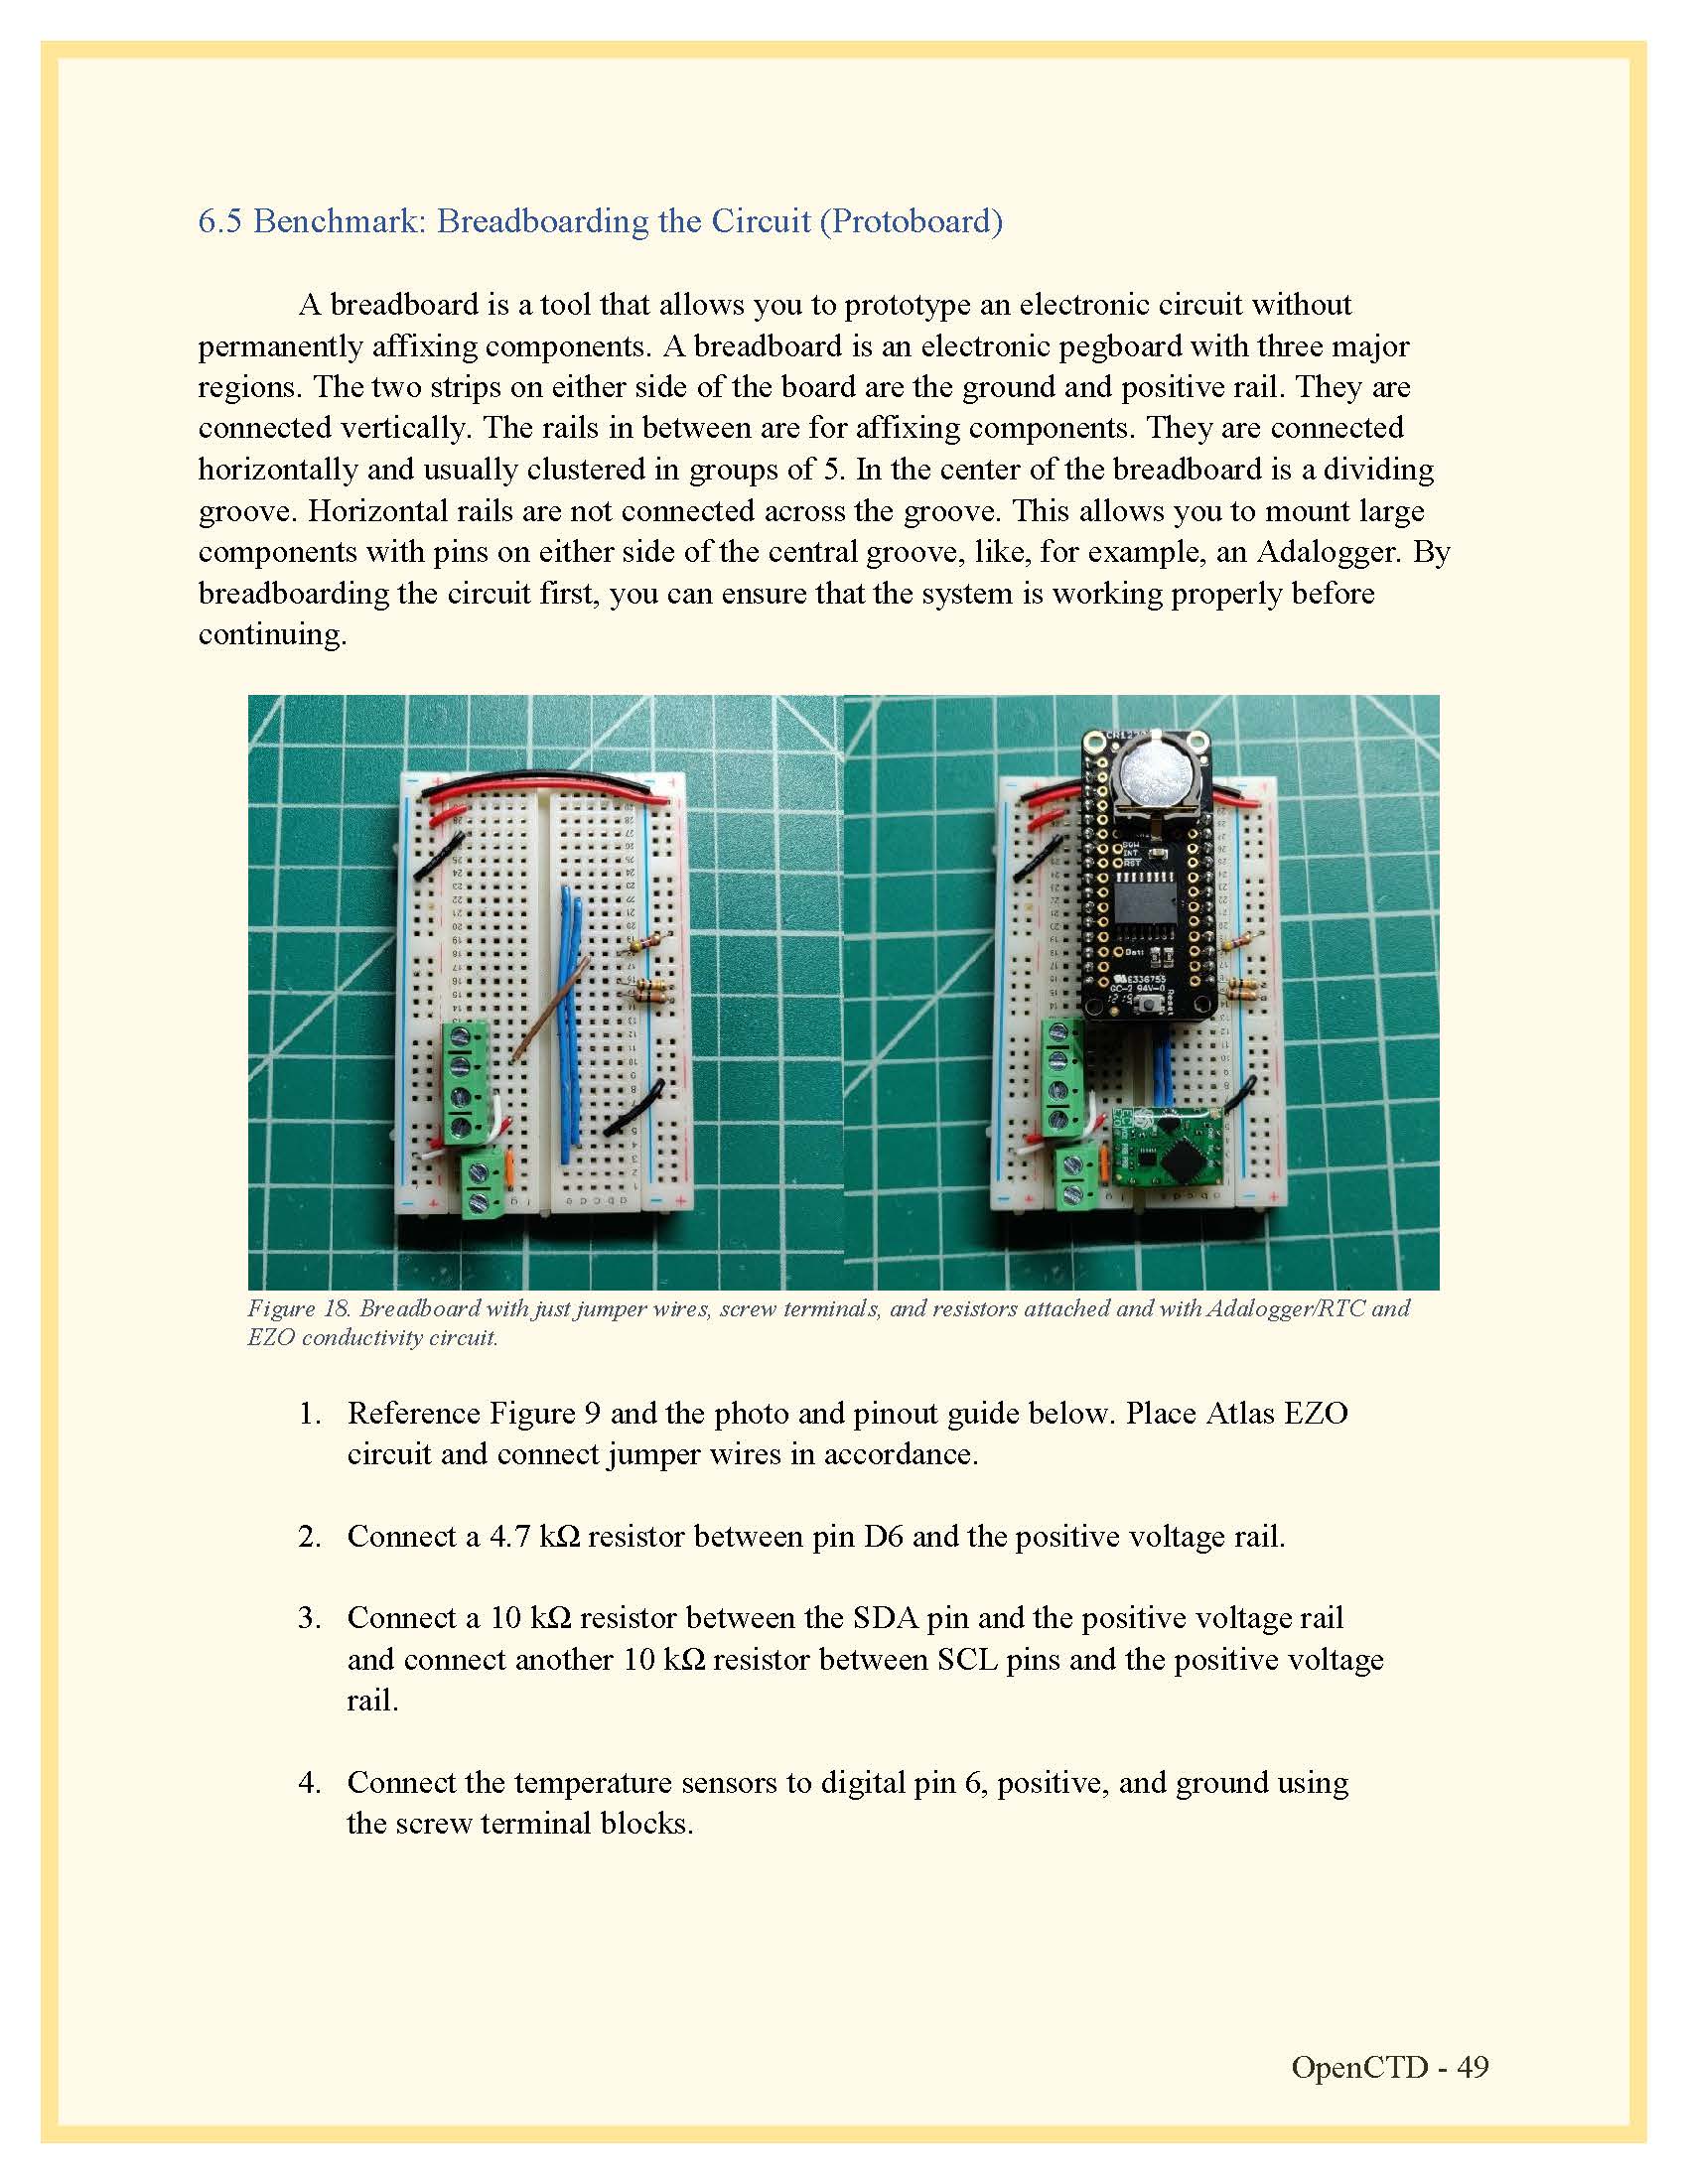 6.5 Benchmark: Breadboarding the Circuit (Protoboard)
A breadboard is a tool that allows you to prototype an electronic circuit without
permanently affixing components. A breadboard is an electronic pegboard with three major
regions. The two strips on either side of the board are the ground and positive rail. They are
connected vertically. The rails in between are for affixing components. They are connected
horizontally and usually clustered in groups of 5. In the center of the breadboard is a dividing
groove. Horizontal rails are not connected across the groove. This allows you to mount large
components with pins on either side of the central groove, like, for example, an Adalogger. By
breadboarding the circuit first, you can ensure that the system is working properly before
continuing.
INT
RST
Bat:
E336755
GC-2 94V-0
Reset
Figure 18. Breadboard with just jumper wires, screw terminals, and resistors attached and with Adalogger/RTC and
EZO conductivity circuit.
1. Reference Figure 9 and the photo and pinout guide below. Place Atlas EZO
circuit and connect jumper wires in accordance.
2. Connect a 4.7 kΩ resistor between pin D6 and the positive voltage rail.
3. Connect a 10 kΩ resistor between the SDA pin and the positive voltage rail
and connect another 10 kΩ resistor between SCL pins and the positive voltage
rail.
4. Connect the temperature sensors to digital pin 6, positive, and ground using
the screw terminal blocks.
OpenCTD - 49